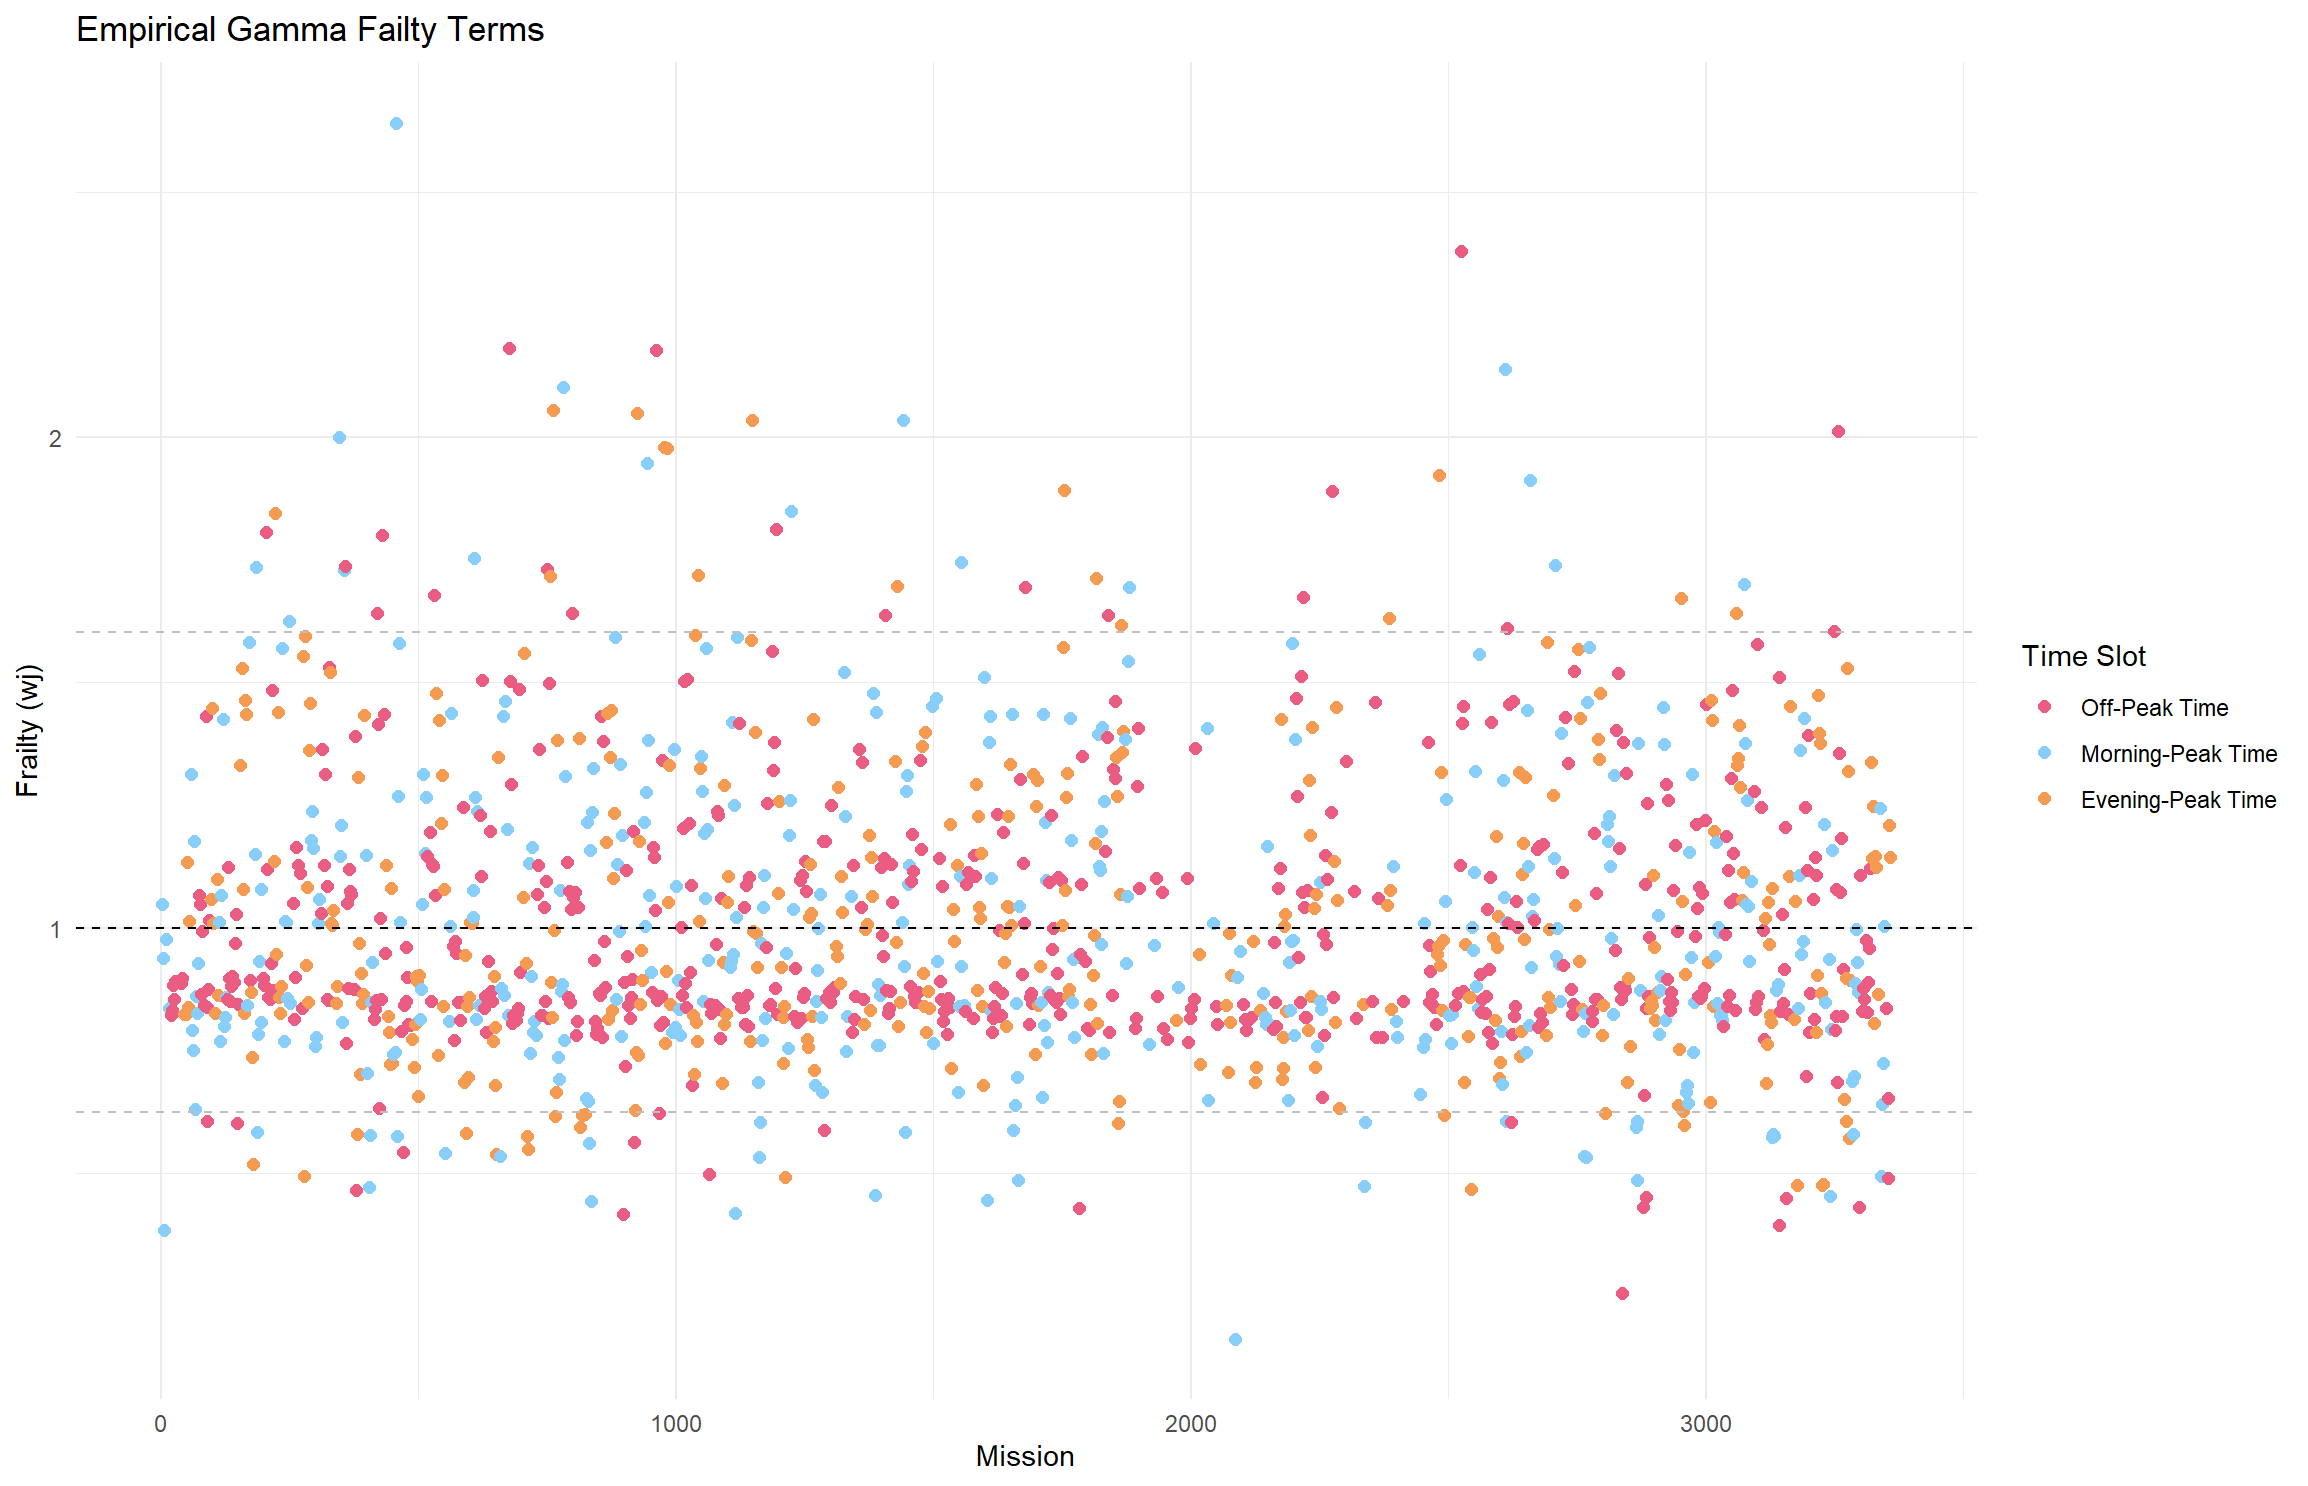 Empirical Gamma Failty Terms
Frailty (wj)
2
1
0
1000
2000
3000
Mission
Time Slot
Off-Peak Time
Morning-Peak Time
Evening-Peak Time